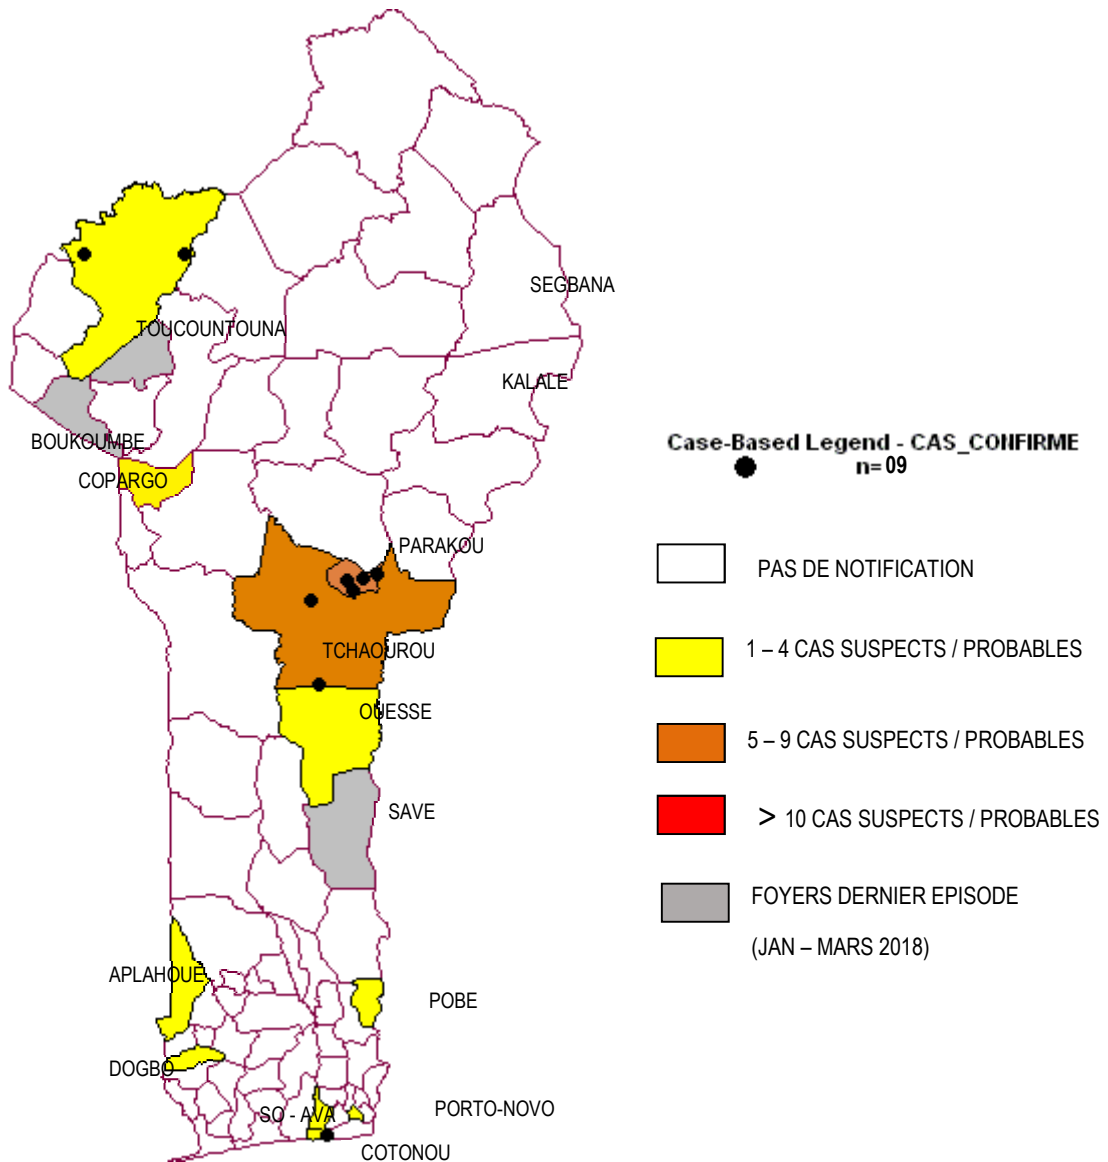 SEGBANA
TOUCOUNTOUNA
KALALE
BOUKOUMBE
COPARGO
PARAKOU
TCHAOUROU
OUESSE
SAVE
APLAHOUE
POBE
DOGBO
SO - AVA
PORTO-NOVO
COTONOU
Case-Based Legend - CAS_CONFIRME
n= 09
PAS DE NOTIFICATION
1 – 4 CAS SUSPECTS / PROBABLES
5 – 9 CAS SUSPECTS / PROBABLES
> 10 CAS SUSPECTS / PROBABLES
FOYERS DERNIER EPISODE
(JAN – MARS 2018)